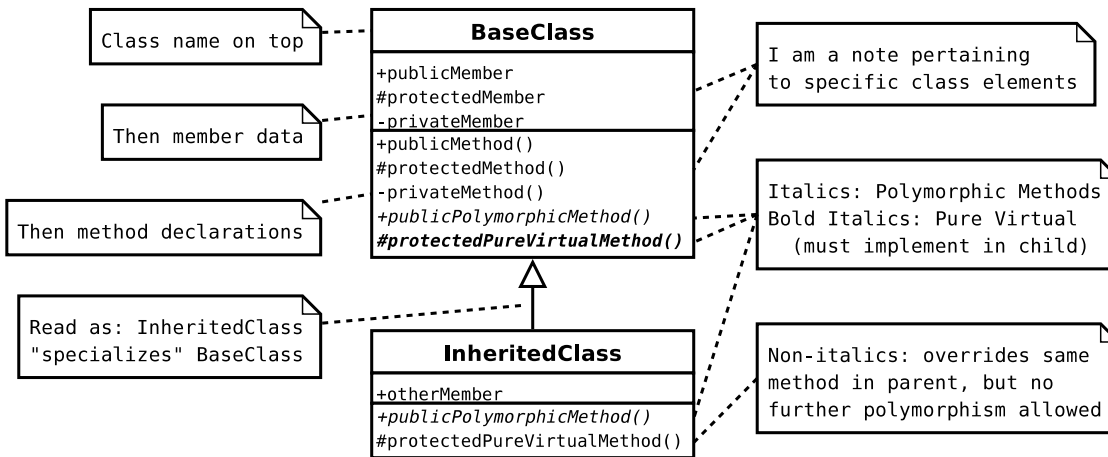 Class name on top
Then member data
Then method declarations
Read as: InheritedClass
"specializes" BaseClass
BaseClass
+publicMember
#protectedMember
-privateMember
+publicMethod()
#protectedMethod()
-privateMethod()
+publicPolymorphicMethod()
#protectedPureVirtualMethod()
InheritedClass
+otherMember
+publicPolymorphicMethod()
#protectedPureVirtualMethod()
I am a note pertaining
to specific class elements
Italics: Polymorphic Methods
Bold Italics: Pure Virtual
(must implement in child)
Non-italics: overrides same
method in parent, but no
further polymorphism allowed